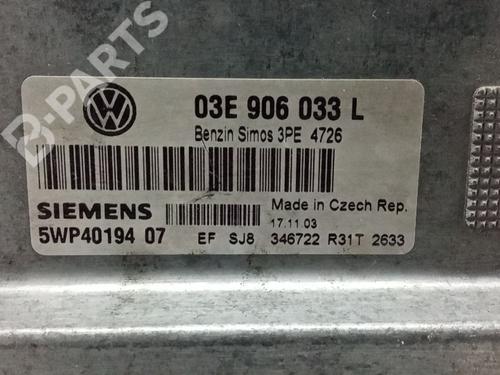 B-PARTS
03E 906 033 L
Benzin Simos 3PE 4726
SIEMENS
Made in Czech Rep.
17.11.03
5WP40194 07 EF SJ8 346722 R31T 2633